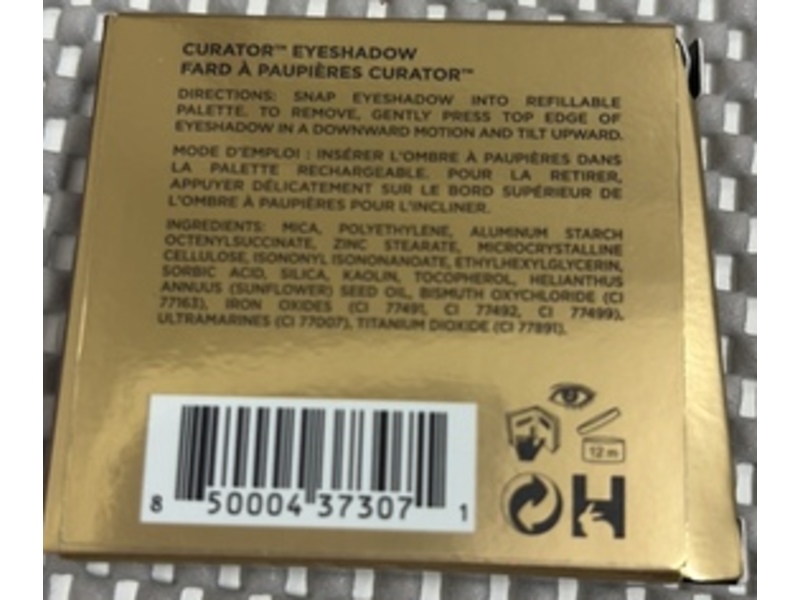 CURATOR™ EYESHADOW
FARD À PAUPIÈRES CURATOR™
DIRECTIONS: SNAP EYESHADOW INTO REFILLABLE
PALETTE. TO REMOVE, GENTLY PRESS TOP EDGE OF
EYESHADOW IN A DOWNWARD MOTION AND TILT UPWARD.
MODE D'EMPLOI : INSÉRER L'OMBRE À PAUPIÈRES DANS
LA PALETTE RECHARGEABLE. POUR LA RETIRER,
APPUYER DÉLICATEMENT SUR LE BORD SUPÉRIEUR DE
L'OMBRE À PAUPIÈRES POUR L'INCLINER.
INGREDIENTS: MICA, POLYETHYLENE, ALUMINUM STARCH
OCTENYLSUCCINATE, ZINC STEARATE, MICROCRYSTALLINE
CELLULOSE, ISONONYL ISONONANOATE, ETHYLHEXYLGLYCERIN,
SORBIC ACID, SILICA, KAOLIN, TOCOPHEROL, HELIANTHUS
ANNUUS (SUNFLOWER) SEED OIL, BISMUTH OXYCHLORIDE (CI
77163), IRON OXIDES (CI 77491, CI 77492, CI 77499),
ULTRAMARINES (CI 77007), TITANIUM DIOXIDE (CI 77891).
12 m
8 50004 37307 1